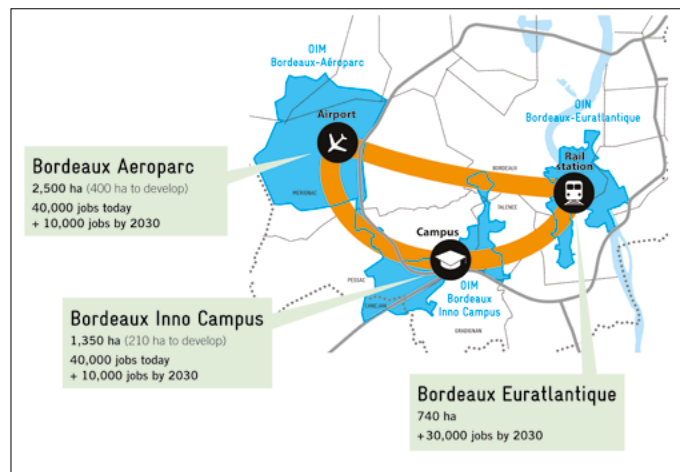 OIM
Bordeaux-Aéroparc
Airport
OIN
Bordeaux-Euratlantique
Rail
station
Bordeaux Aeroparc
2,500 ha (400 ha to develop)
40,000 jobs today
+ 10,000 jobs by 2030
MERIGNAC
BORDEAUX
TALENCE
Campus
PESSAC
OIM
Bordeaux
Inno Campus
GRADIGNAN
Bordeaux Inno Campus
1,350 ha (210 ha to develop)
40,000 jobs today
+ 10,000 jobs by 2030
Bordeaux Euratlantique
740 ha
+30,000 jobs by 2030